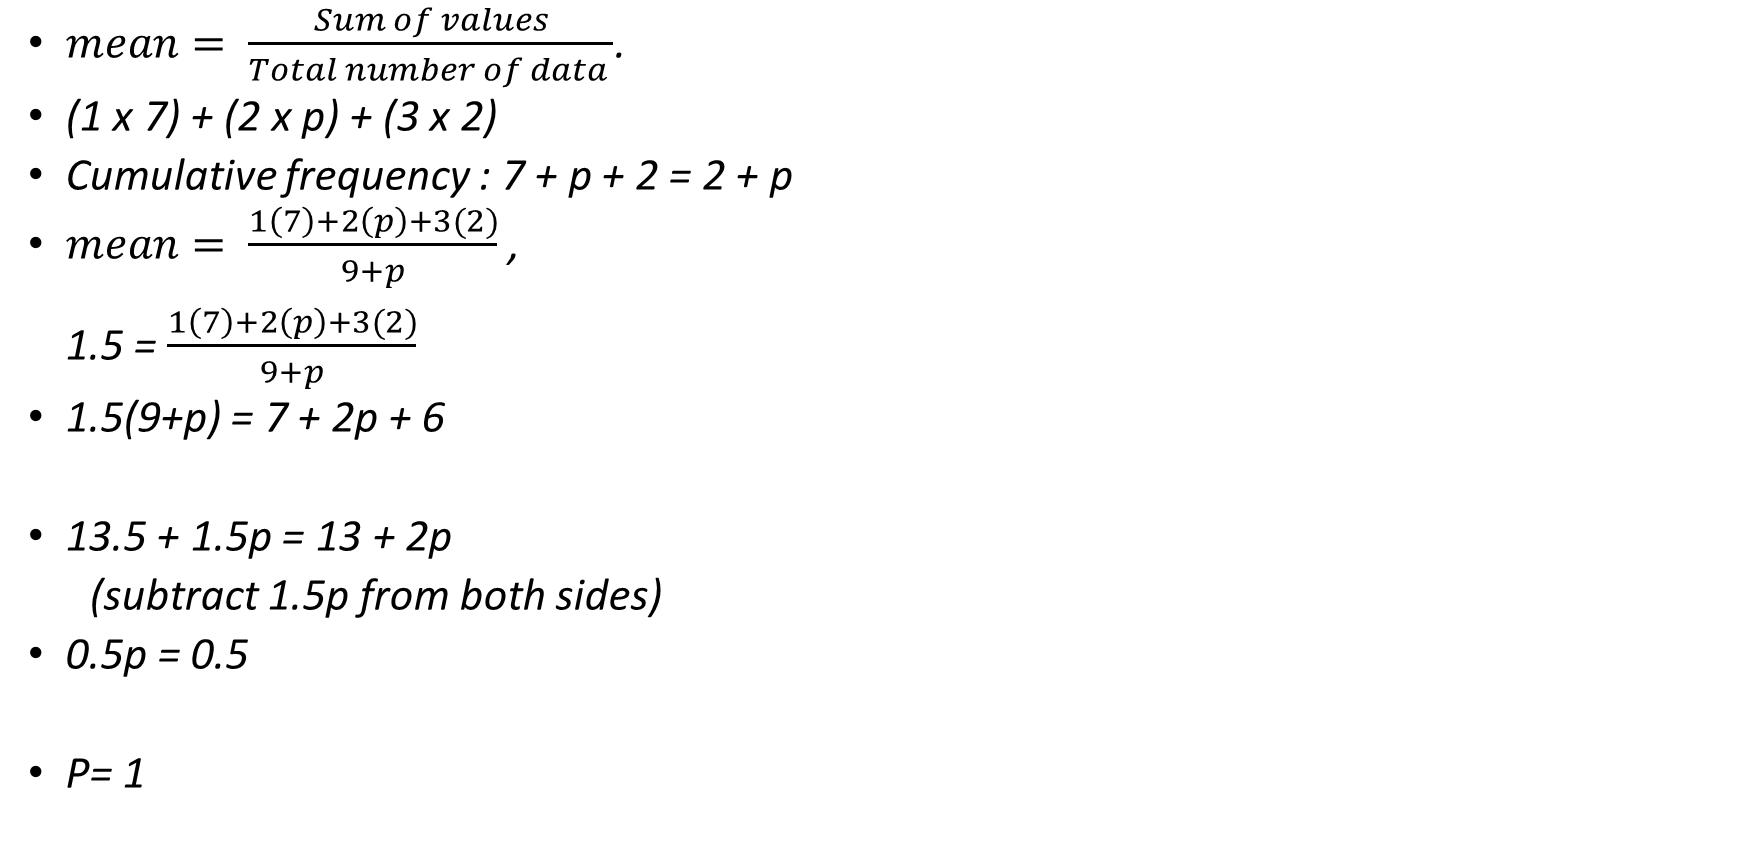 • mean = Sum of values / Total number of data.
• (1 x 7) + (2 x p) + (3 x 2)
• Cumulative frequency : 7 + p + 2 = 2 + p
• mean = 1(7)+2(p)+3(2) / 9+p ,
1.5 = 1(7)+2(p)+3(2) / 9+p
• 1.5(9+p) = 7 + 2p + 6
• 13.5 + 1.5p = 13 + 2p
(subtract 1.5p from both sides)
• 0.5p = 0.5
• P= 1